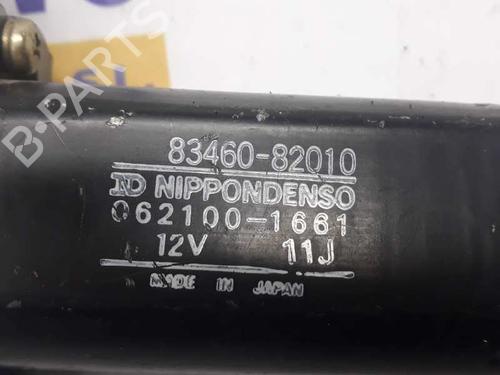 83460-82010
ND NIPPONDENSO
062100-1661
12V 11J
MADE IN JAPAN
B-PARTS